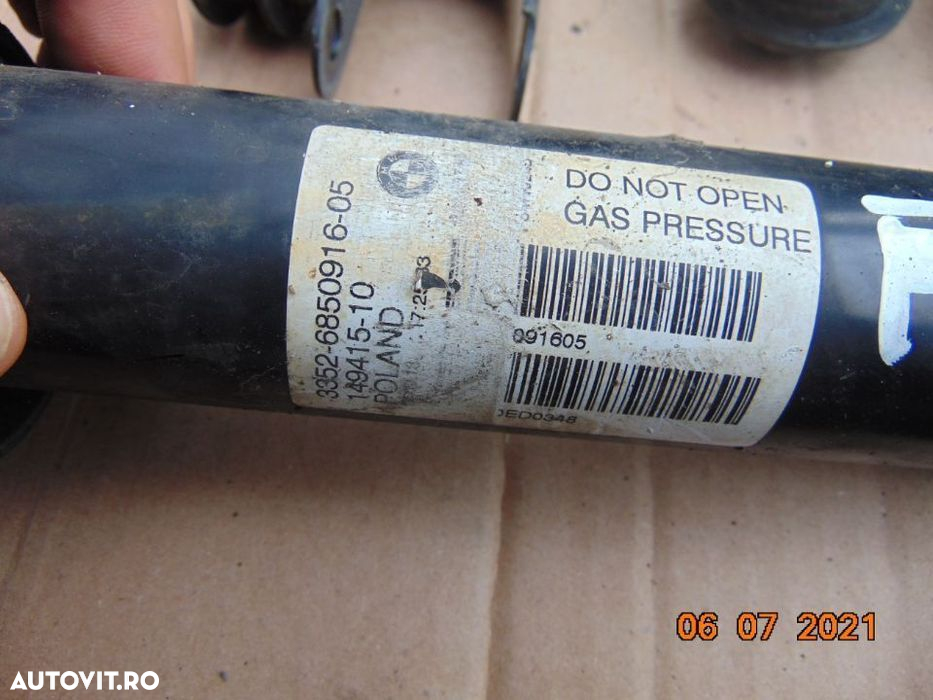 3352-6850916-05
149415-10
POLAND
DO NOT OPEN
GAS PRESSURE
091605
JED0348
06 07 2021
AUTOVIT.RO